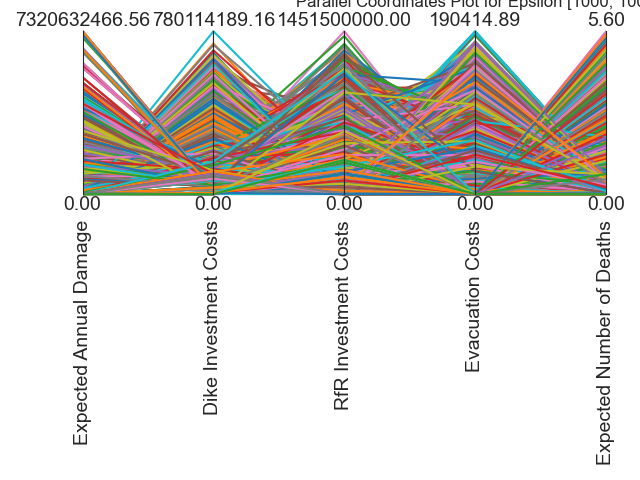 Parallel Coordinates Plot for Epsilon [1000, 100
7320632466.56 780114189.16 1451500000.00 190414.89 5.60
0.00 0.00 0.00 0.00 0.00
Expected Annual Damage
Dike Investment Costs
RfR Investment Costs
Evacuation Costs
Expected Number of Deaths